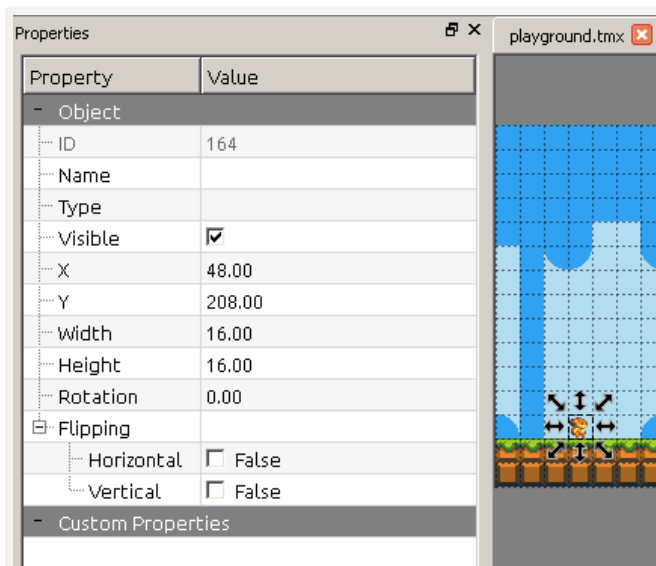 Properties
playground.tmx
Property Value
Object
ID 164
Name
Type
Visible
X 48.00
Y 208.00
Width 16.00
Height 16.00
Rotation 0.00
Flipping
Horizontal False
Vertical False
Custom Properties